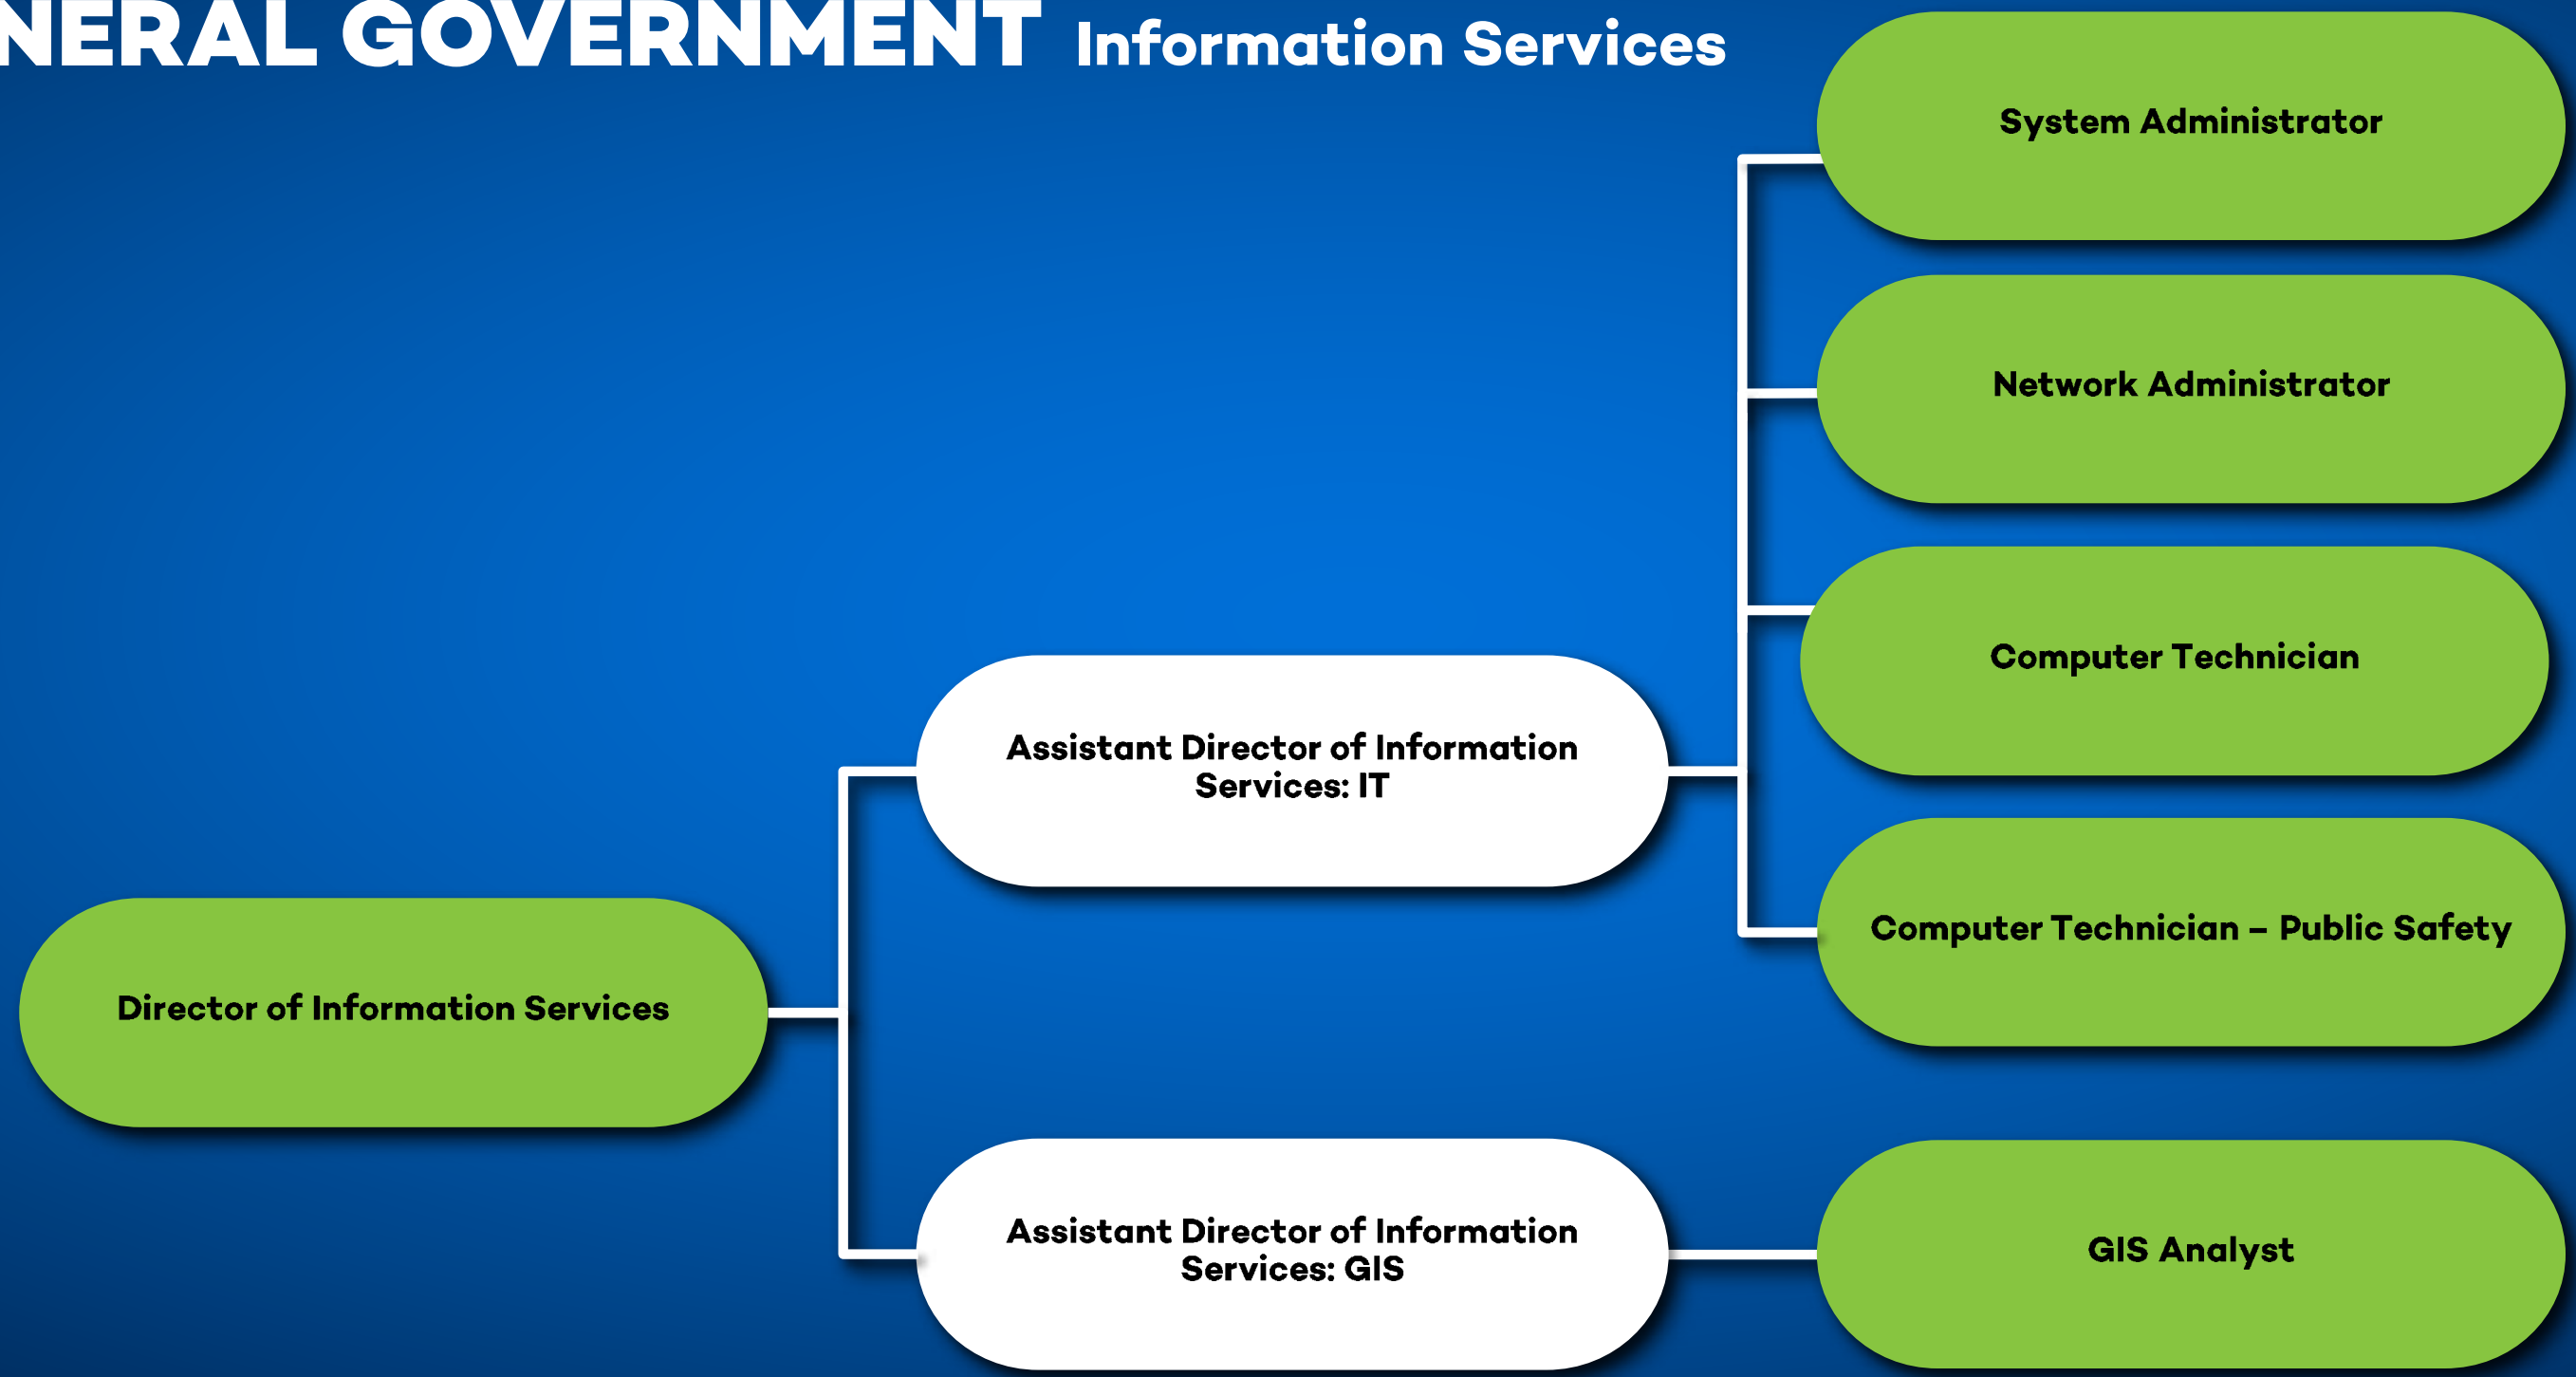 NERAL GOVERNMENT Information Services
System Administrator
Network Administrator
Computer Technician
Assistant Director of Information
Services: IT
Computer Technician – Public Safety
Director of Information Services
Assistant Director of Information
Services: GIS
GIS Analyst